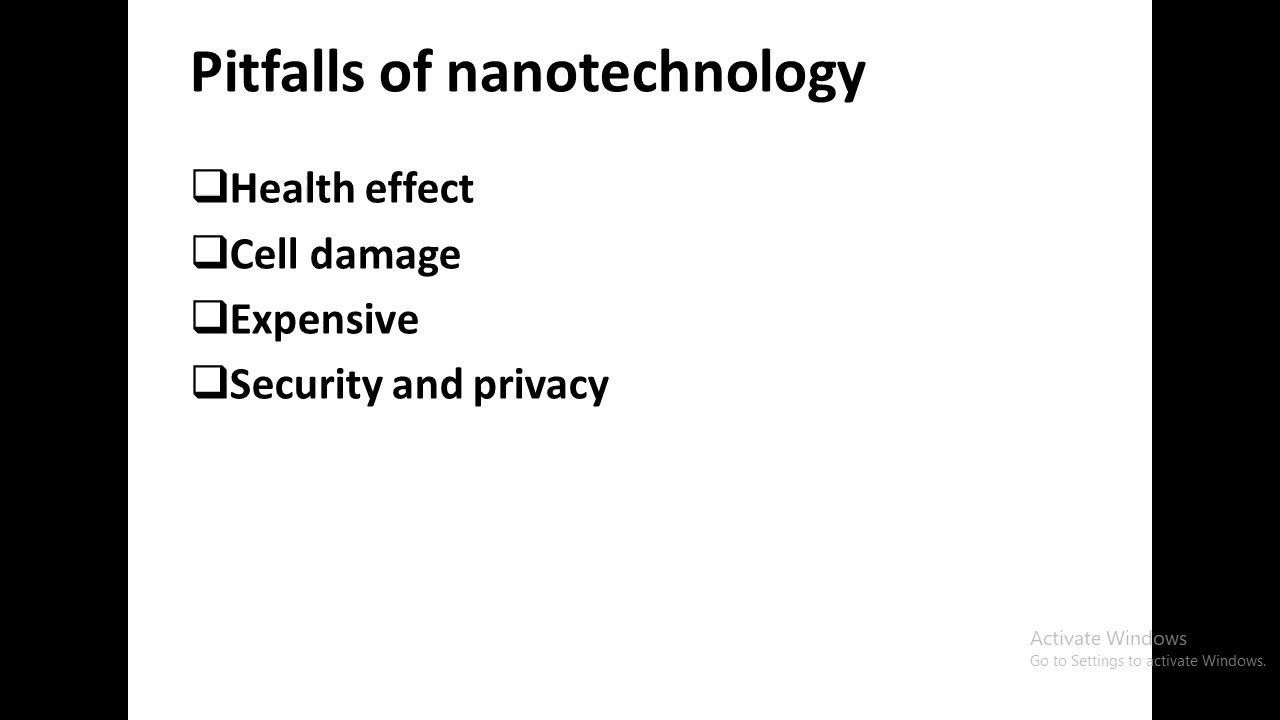 Pitfalls of nanotechnology
❑Health effect
❑Cell damage
❑Expensive
❑Security and privacy
Activate Windows
Go to Settings to activate Windows.